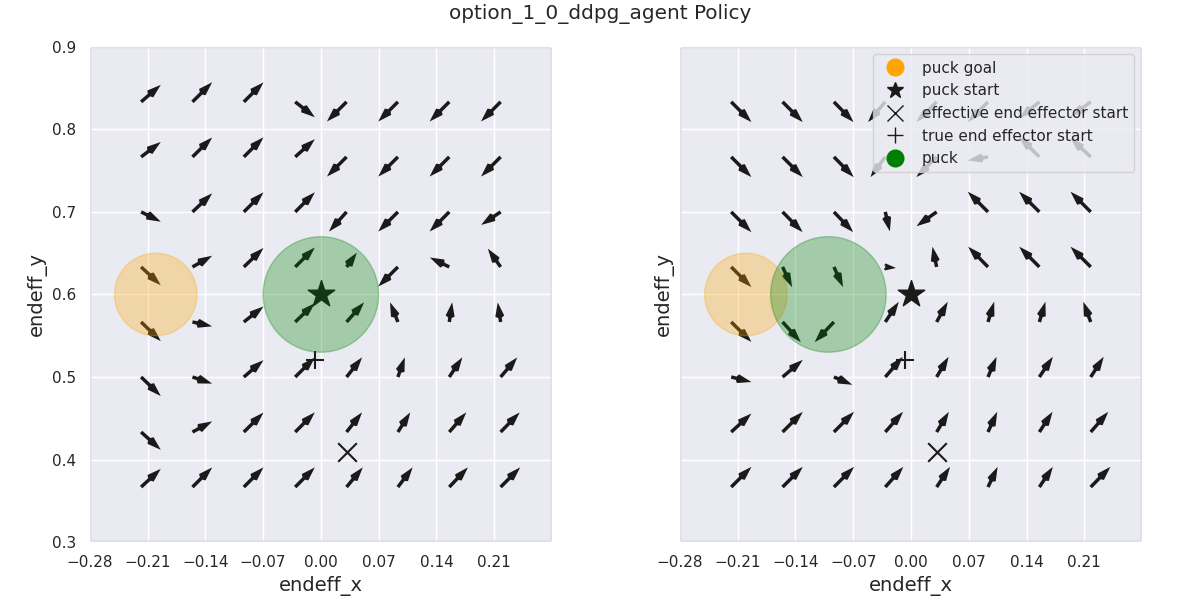 option_1_0_ddpg_agent Policy
endeff_y
0.9
0.8
0.7
0.6
0.5
0.4
0.3
−0.28 −0.21 −0.14 −0.07 0.00 0.07 0.14 0.21
endeff_x
endeff_y
puck goal
puck start
effective end effector start
true end effector start
puck
−0.28 −0.21 −0.14 −0.07 0.00 0.07 0.14 0.21
endeff_x